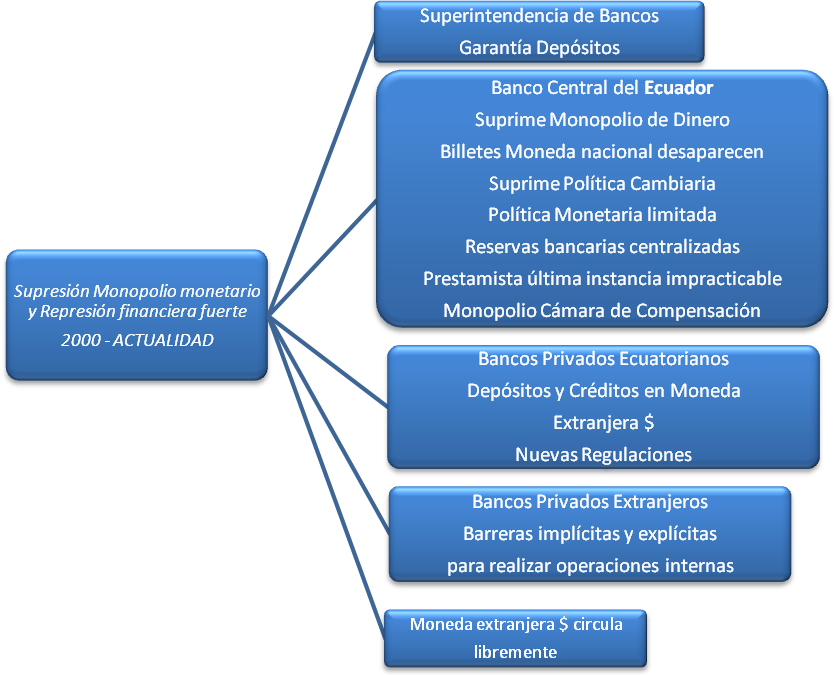 Supresión Monopolio monetario
y Represión financiera fuerte
2000 - ACTUALIDAD
Superintendencia de Bancos
Garantía Depósitos
Banco Central del Ecuador
Suprime Monopolio de Dinero
Billetes Moneda nacional desaparecen
Suprime Política Cambiaria
Política Monetaria limitada
Reservas bancarias centralizadas
Prestamista última instancia impracticable
Monopolio Cámara de Compensación
Bancos Privados Ecuatorianos
Depósitos y Créditos en Moneda
Extranjera $
Nuevas Regulaciones
Bancos Privados Extranjeros
Barreras implícitas y explícitas
para realizar operaciones internas
Moneda extranjera $ circula
libremente